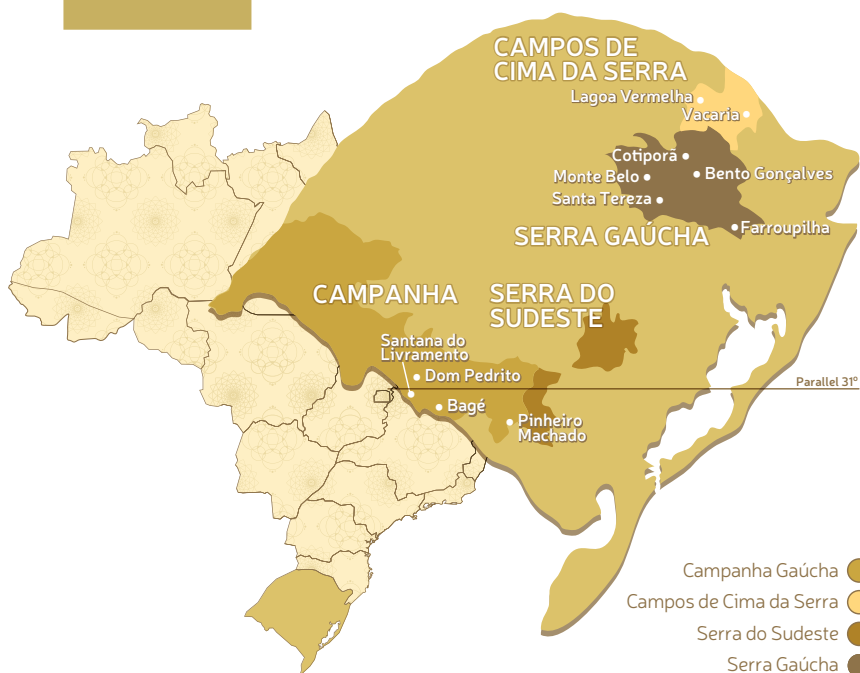 CAMPOS DE
CIMA DA SERRA
Lagoa Vermelha
Vacaria
Cotiporã
Monte Belo
Bento Gonçalves
Santa Tereza
Farroupilha
SERRA GAÚCHA
CAMPANHA
SERRA DO
SUDESTE
Santana do
Livramento
Dom Pedrito
Parallel 31º
Bagé
Pinheiro
Machado
Campanha Gaúcha
Campos de Cima da Serra
Serra do Sudeste
Serra Gaúcha